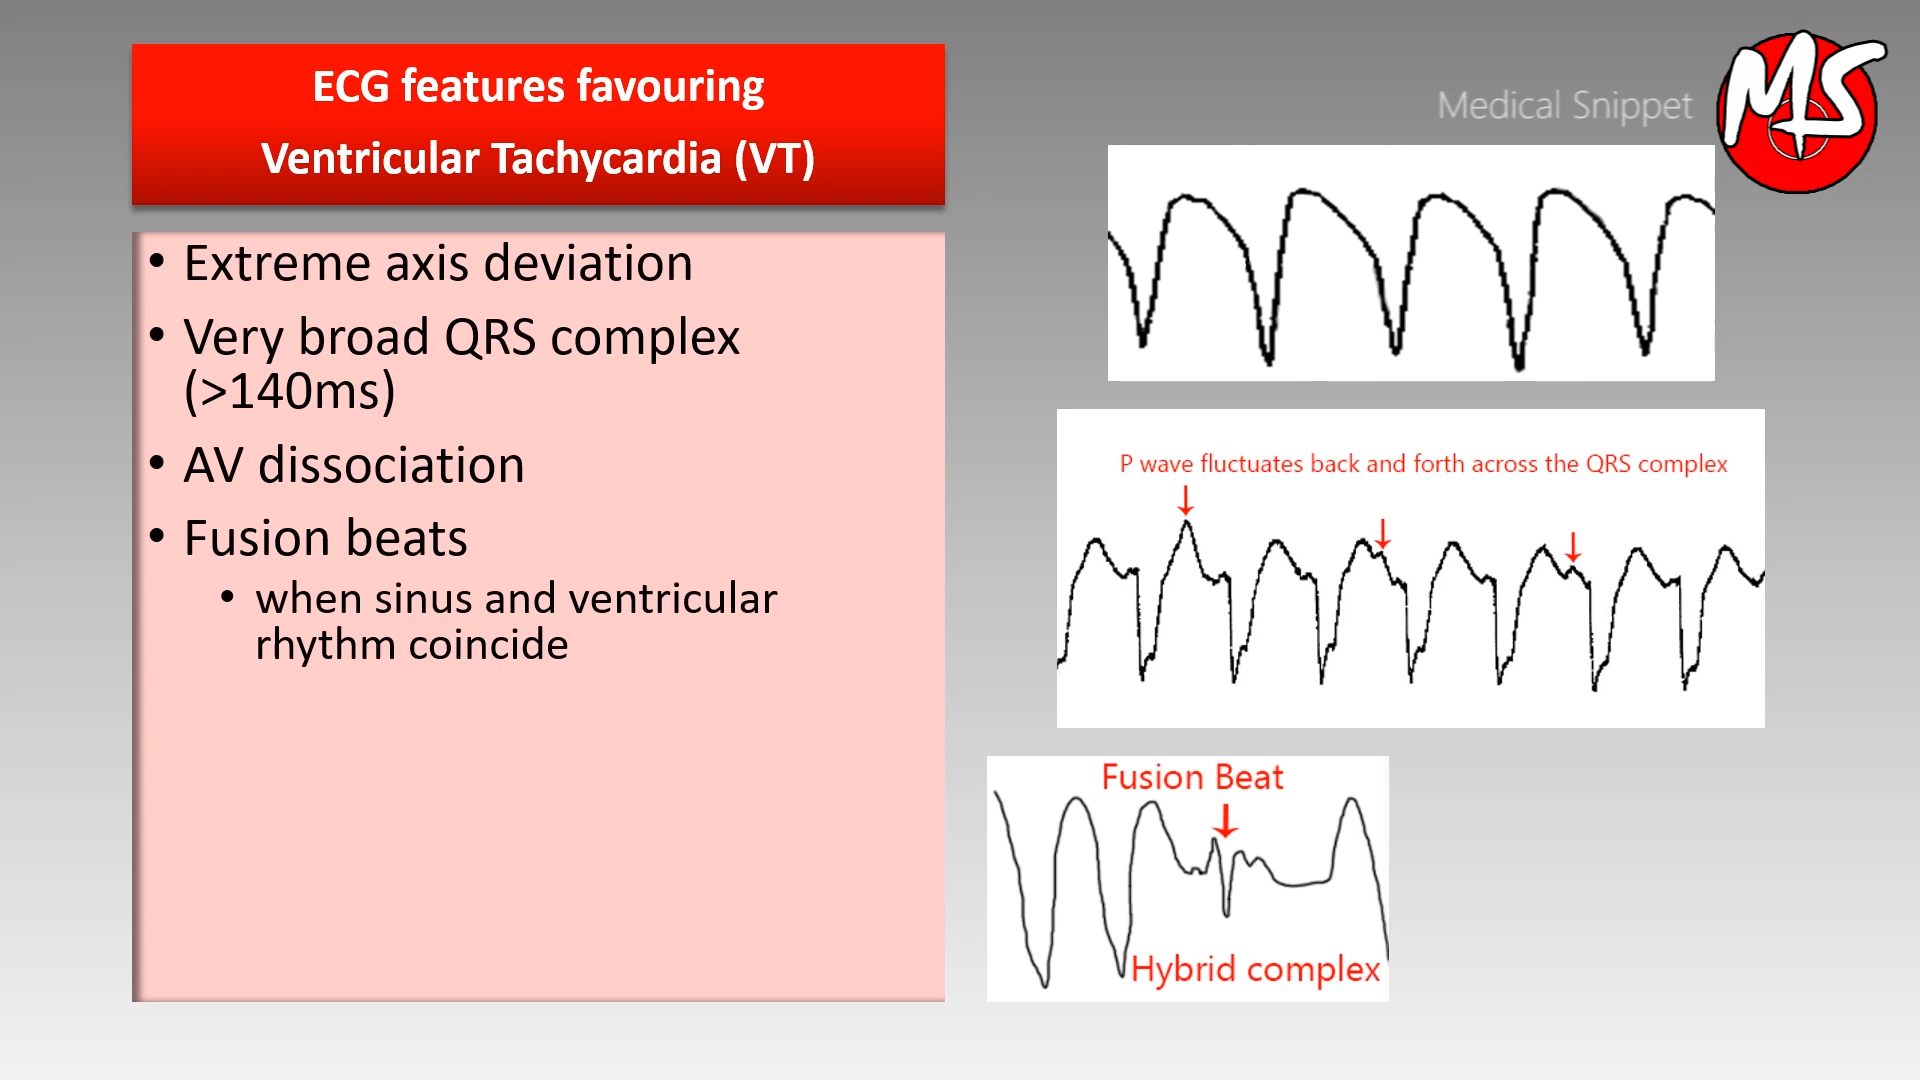 ECG features favouring
Ventricular Tachycardia (VT)
• Extreme axis deviation
• Very broad QRS complex
(>140ms)
• AV dissociation
• Fusion beats
• when sinus and ventricular
rhythm coincide
Medical Snippet
MS
P wave fluctuates back and forth across the QRS complex
Fusion Beat
Hybrid complex